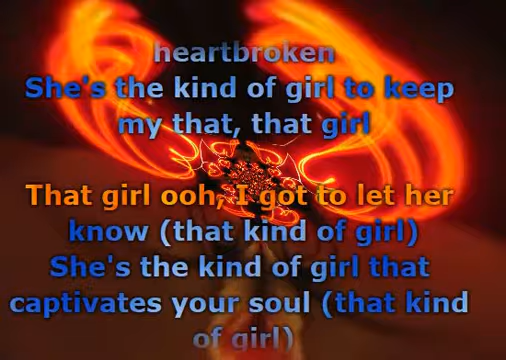 heartbroken
She's the kind of girl to keep
my that, that girl
That girl ooh, I got to let her
know (that kind of girl)
She's the kind of girl that
captivates your soul (that kind
of girl)